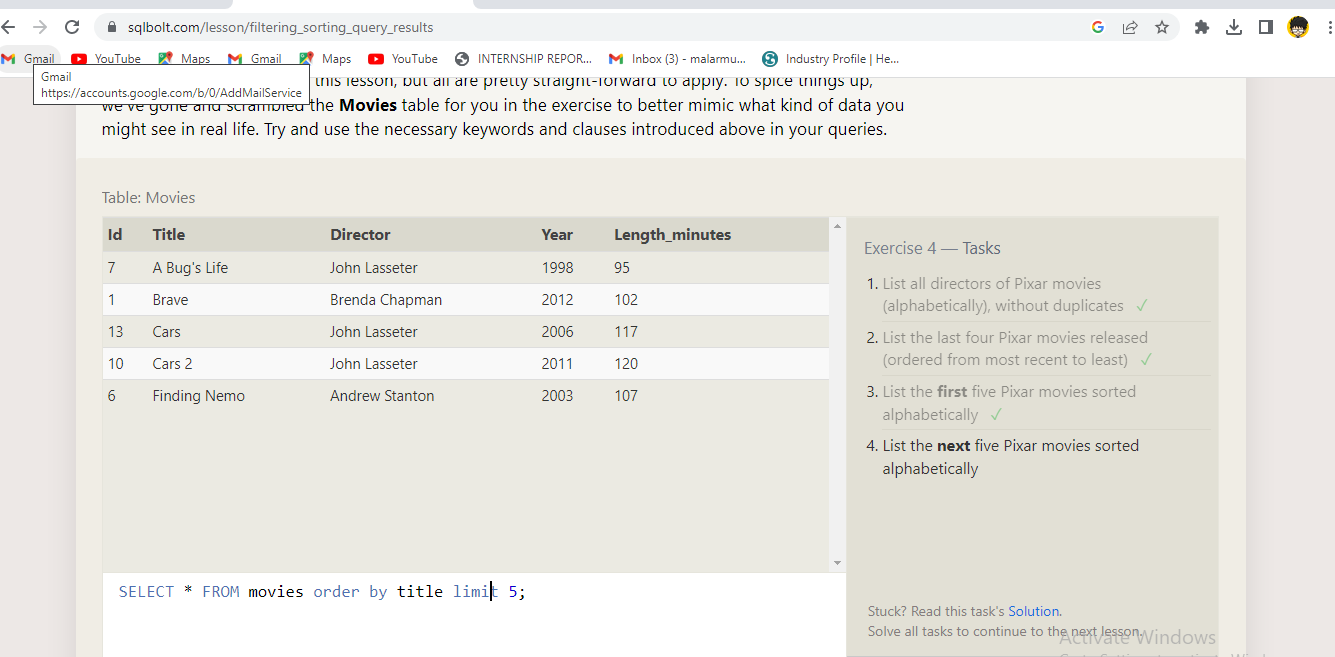 sqlbolt.com/lesson/filtering_sorting_query_results
Gmail YouTube Maps Gmail Maps YouTube INTERNSHIP REPOR... Inbox (3) - malarmu... Industry Profile | He...
Gmail
https://accounts.google.com/b/0/AddMailService
this lesson, but all are pretty straight-forward to apply. To spice things up,
we've gone and scrambled the Movies table for you in the exercise to better mimic what kind of data you
might see in real life. Try and use the necessary keywords and clauses introduced above in your queries.
Table: Movies
Id Title Director Year Length_minutes
7 A Bug's Life John Lasseter 1998 95
1 Brave Brenda Chapman 2012 102
13 Cars John Lasseter 2006 117
10 Cars 2 John Lasseter 2011 120
6 Finding Nemo Andrew Stanton 2003 107
SELECT * FROM movies order by title limit 5;
Exercise 4 — Tasks
1. List all directors of Pixar movies
(alphabetically), without duplicates ✓
2. List the last four Pixar movies released
(ordered from most recent to least) ✓
3. List the first five Pixar movies sorted
alphabetically ✓
4. List the next five Pixar movies sorted
alphabetically
Stuck? Read this task's Solution.
Solve all tasks to continue to the next lesson.
Activate Windows